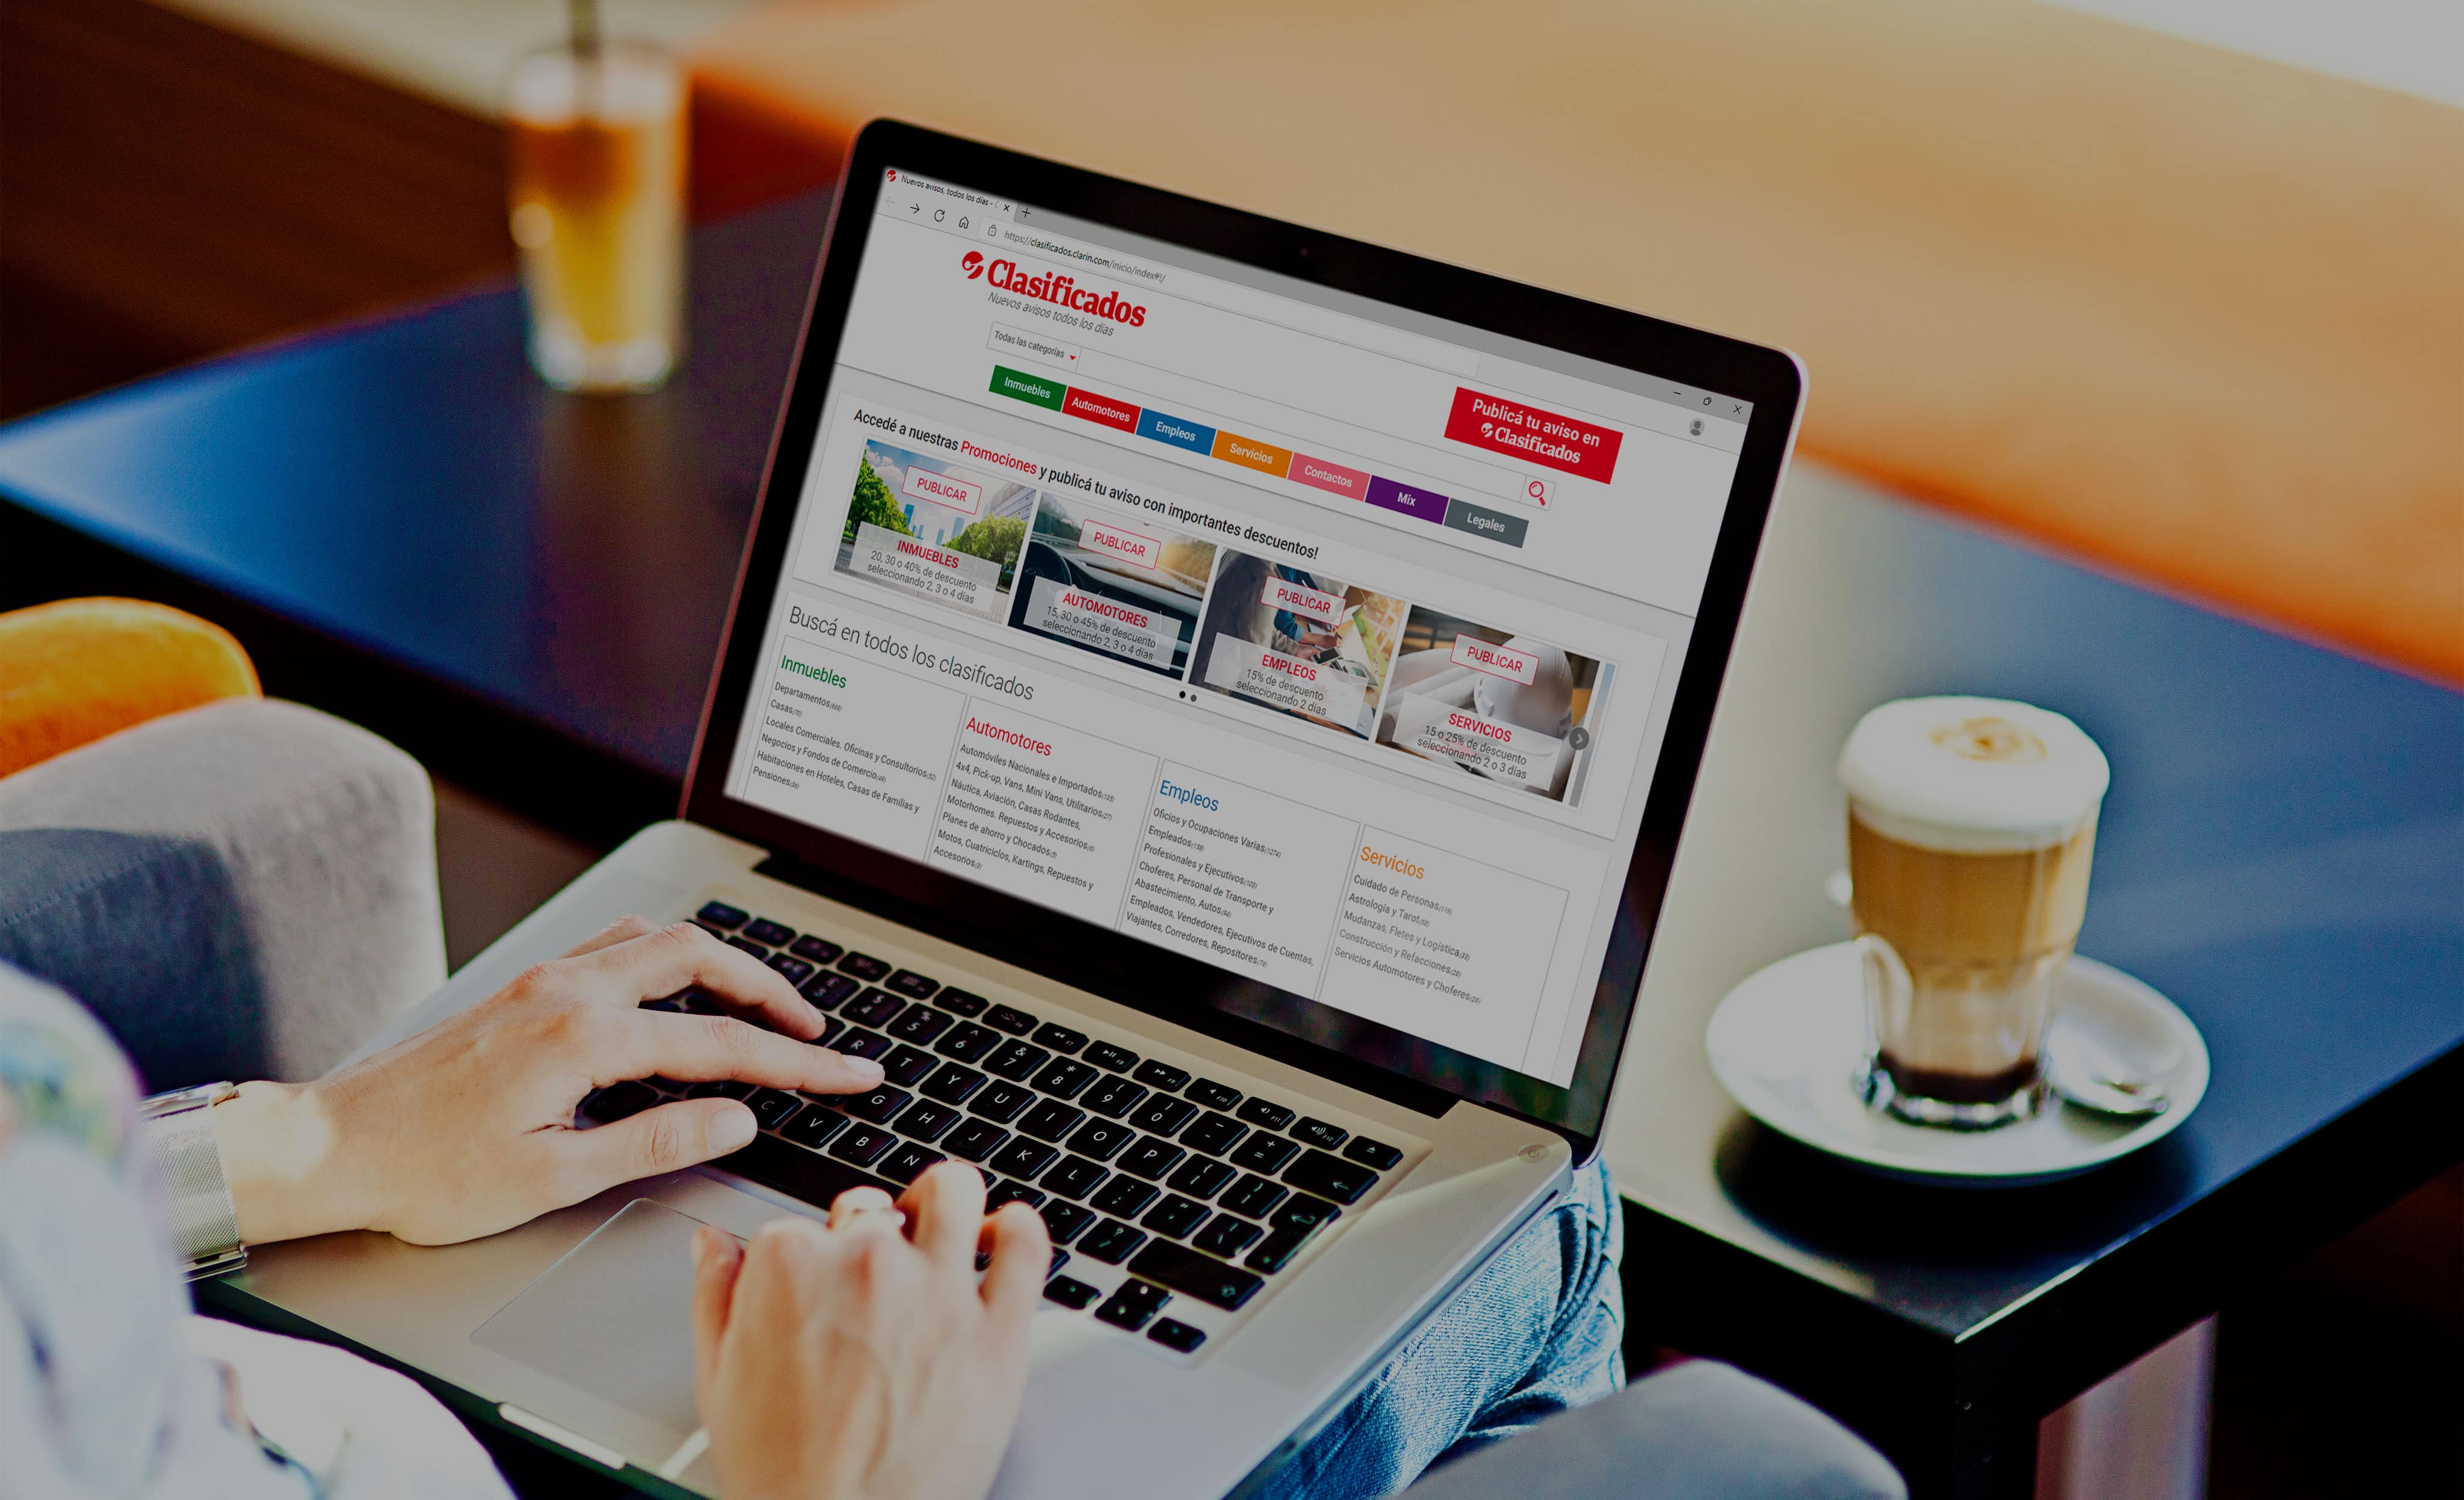 Nuevos avisos, todos los días -
https://clasificados.clarin.com/inicio/index#!/
Clasificados
Nuevos avisos todos los días
Todas las categorías
Publicá tu aviso en
Clasificados
Inmuebles
Automotores
Empleos
Servicios
Contactos
Mix
Legales
Accedé a nuestras Promociones y publicá tu aviso con importantes descuentos!
PUBLICAR
INMUEBLES
20, 30 o 40% de descuento
seleccionando 2, 3 o 4 días
PUBLICAR
AUTOMOTORES
15, 30 o 45% de descuento
seleccionando 2, 3 o 4 días
PUBLICAR
EMPLEOS
15% de descuento
seleccionando 2 días
PUBLICAR
SERVICIOS
15 o 25% de descuento
seleccionando 2 o 3 días
Buscá en todos los clasificados
Inmuebles
Departamentos
Casas
Locales Comerciales. Oficinas y Consultorios
Negocios y Fondos de Comercio
Habitaciones en Hoteles, Casas de Familias y
Pensiones
Automotores
Automóviles Nacionales e Importados
4x4, Pick-up, Vans, Mini Vans, Utilitarios
Náutica, Aviación, Casas Rodantes,
Motorhomes. Repuestos y Accesorios
Planes de ahorro y Chocados
Motos, Cuatriciclos, Kartings, Repuestos y
Accesorios
Empleos
Oficios y Ocupaciones Varias
Empleados
Profesionales y Ejecutivos
Choferes, Personal de Transporte y
Abastecimiento, Autos
Empleados, Vendedores, Ejecutivos de Cuentas,
Viajantes, Corredores, Repositores
Servicios
Cuidado de Personas
Astrología y Tarot
Mudanzas, Fletes y Logística
Construcción y Refacciones
Servicios Automotores y Choferes
5 6 & 7 * 8 ( 9 ) 0
R T Y U I O P
G H J K L
C V B N